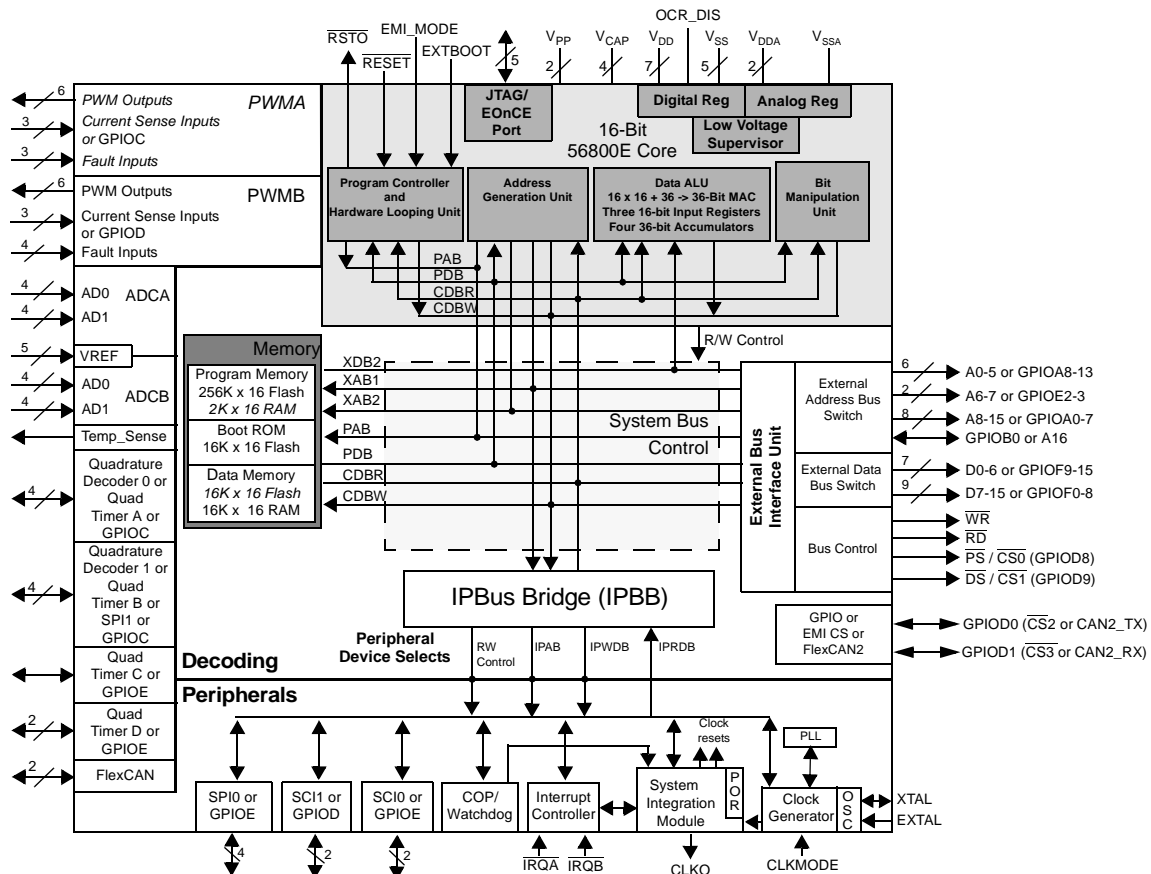 OCR_DIS
RSTO
EMI_MODE
RESET
EXTBOOT
5
VPP
2
VCAP
4
VDD
7
VSS
5
VDDA
2
VSSA
6
PWM Outputs
PWMA
3
Current Sense Inputs
or GPIOC
3
Fault Inputs
6
PWM Outputs
PWMB
3
Current Sense Inputs
or GPIOD
4
Fault Inputs
JTAG/
EOnCE
Port
Digital Reg
Analog Reg
Low Voltage
Supervisor
16-Bit
56800E Core
Program Controller
and
Hardware Looping Unit
Address
Generation Unit
Data ALU
16 x 16 + 36 -> 36-Bit MAC
Three 16-bit Input Registers
Four 36-bit Accumulators
Bit
Manipulation
Unit
PAB
PDB
CDBR
CDBW
4
AD0
ADCA
4
AD1
5
VREF
4
AD0
ADCB
4
AD1
Temp_Sense
4
Quadrature
Decoder 0 or
Quad
Timer A or
GPIOC
4
Quadrature
Decoder 1 or
Quad
Timer B or
SPI1 or
GPIOC
Quad
Timer C or
GPIOE
2
Quad
Timer D or
GPIOE
2
FlexCAN
Memory
Program Memory
256K x 16 Flash
2K x 16 RAM
Boot ROM
16K x 16 Flash
Data Memory
16K x 16 Flash
16K x 16 RAM
XDB2
XAB1
XAB2
PAB
PDB
CDBR
CDBW
R/W Control
System Bus
Control
External Bus
Interface Unit
External
Address Bus
Switch
External Data
Bus Switch
Bus Control
6
A0-5 or GPIOA8-13
2
A6-7 or GPIOE2-3
8
A8-15 or GPIOA0-7
GPIOB0 or A16
7
D0-6 or GPIOF9-15
9
D7-15 or GPIOF0-8
WR
RD
PS / CS0 (GPIOD8)
DS / CS1 (GPIOD9)
GPIO or
EMI CS or
FlexCAN2
GPIOD0 (CS2 or CAN2_TX)
GPIOD1 (CS3 or CAN2_RX)
IPBus Bridge (IPBB)
Peripheral
Device Selects
RW
Control
IPAB
IPWDB
IPRDB
Decoding
Peripherals
Clock
resets
PLL
SPI0 or
GPIOE
SCI1 or
GPIOD
SCI0 or
GPIOE
COP/
Watchdog
Interrupt
Controller
System
Integration
Module
POR
Clock
Generator
OSC
XTAL
EXTAL
4
2
2
IRQA
IRQB
CLKO
CLKMODE